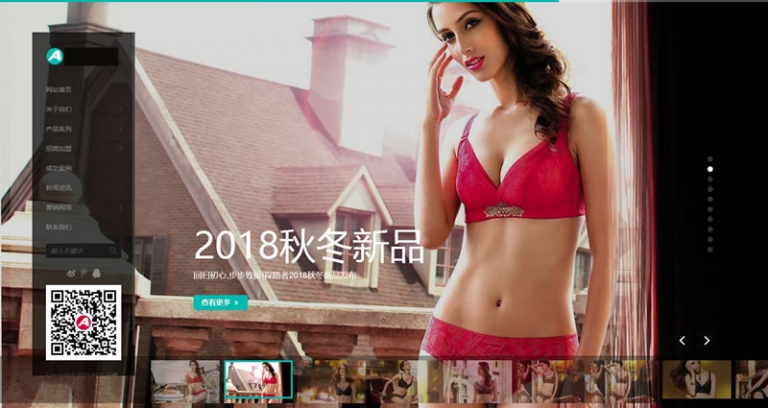 网站首页
关于我们
产品系列
招商加盟
成功案例
新闻资讯
营销网络
联系我们
输入关键字
2018秋冬新品
回归初心,步步致胜!探路者2018秋冬新品发布
查看更多 »